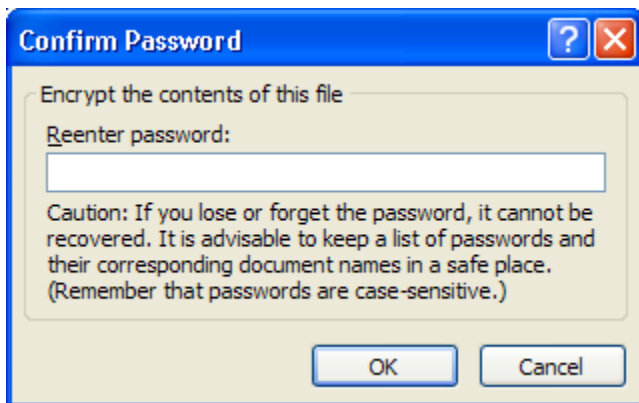 Confirm Password
?
Encrypt the contents of this file
Reenter password:
Caution: If you lose or forget the password, it cannot be
recovered. It is advisable to keep a list of passwords and
their corresponding document names in a safe place.
(Remember that passwords are case-sensitive.)
OK
Cancel